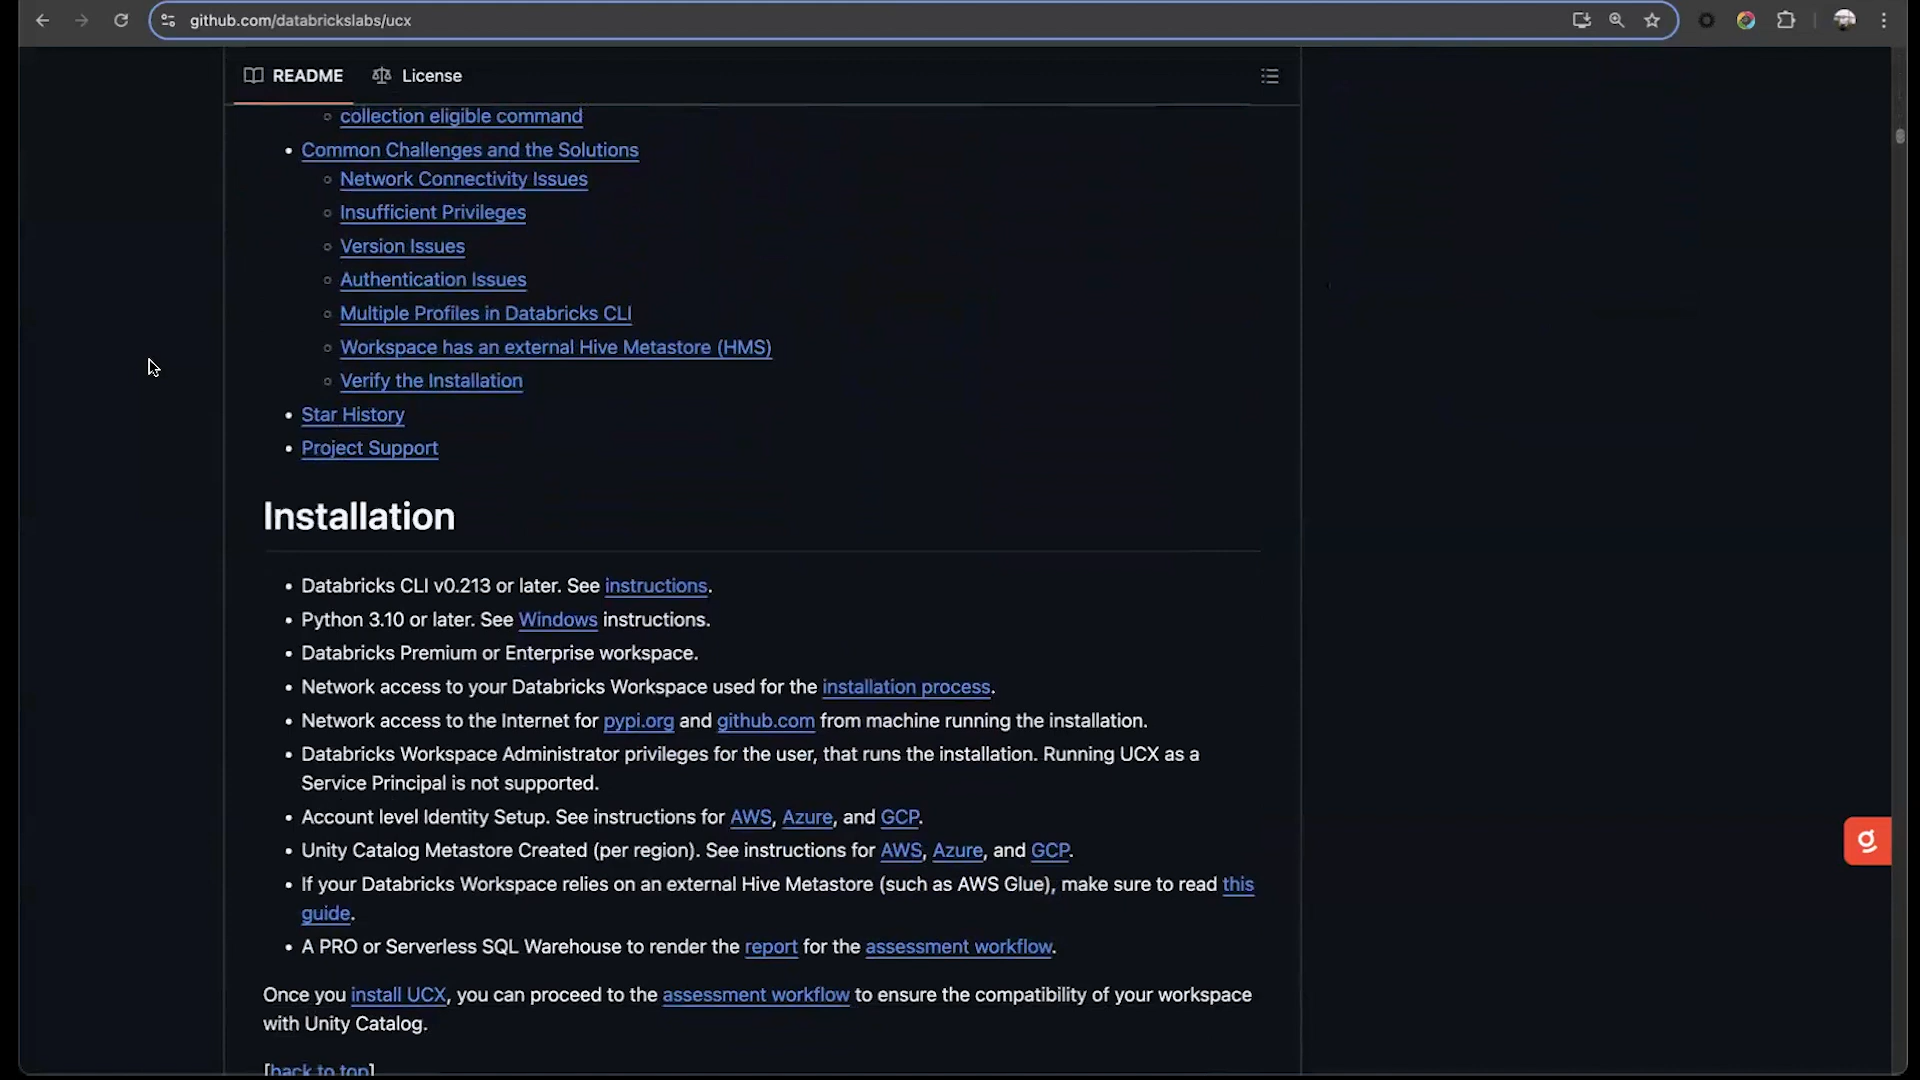 github.com/databrickslabs/ucx
README
License
collection eligible command
Common Challenges and the Solutions
Network Connectivity Issues
Insufficient Privileges
Version Issues
Authentication Issues
Multiple Profiles in Databricks CLI
Workspace has an external Hive Metastore (HMS)
Verify the Installation
Star History
Project Support
Installation
Databricks CLI v0.213 or later. See instructions.
Python 3.10 or later. See Windows instructions.
Databricks Premium or Enterprise workspace.
Network access to your Databricks Workspace used for the installation process.
Network access to the Internet for pypi.org and github.com from machine running the installation.
Databricks Workspace Administrator privileges for the user, that runs the installation. Running UCX as a
Service Principal is not supported.
Account level Identity Setup. See instructions for AWS, Azure, and GCP.
Unity Catalog Metastore Created (per region). See instructions for AWS, Azure, and GCP.
If your Databricks Workspace relies on an external Hive Metastore (such as AWS Glue), make sure to read this
guide.
A PRO or Serverless SQL Warehouse to render the report for the assessment workflow.
Once you install UCX, you can proceed to the assessment workflow to ensure the compatibility of your workspace
with Unity Catalog.
[back to top]